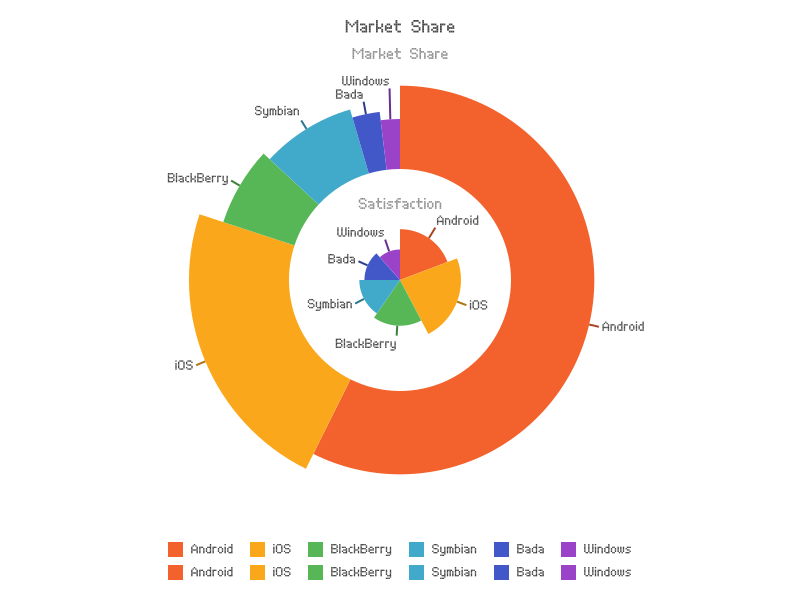 Market Share
Market Share
Windows
Bada
Symbian
BlackBerry
Satisfaction
Android
Windows
Bada
Symbian
iOS
BlackBerry
Android
iOS
Android iOS BlackBerry Symbian Bada Windows
Android iOS BlackBerry Symbian Bada Windows